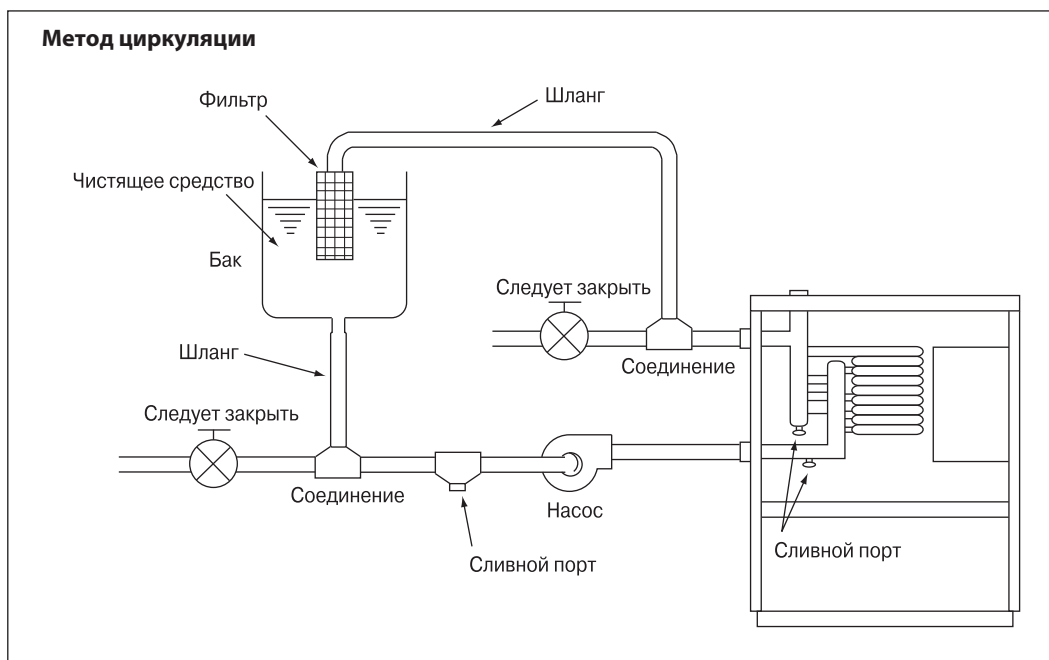 Метод циркуляции
Фильтр
Шланг
Чистящее средство
Бак
Следует закрыть
Шланг
Соединение
Следует закрыть
Соединение
Насос
Сливной порт
Сливной порт